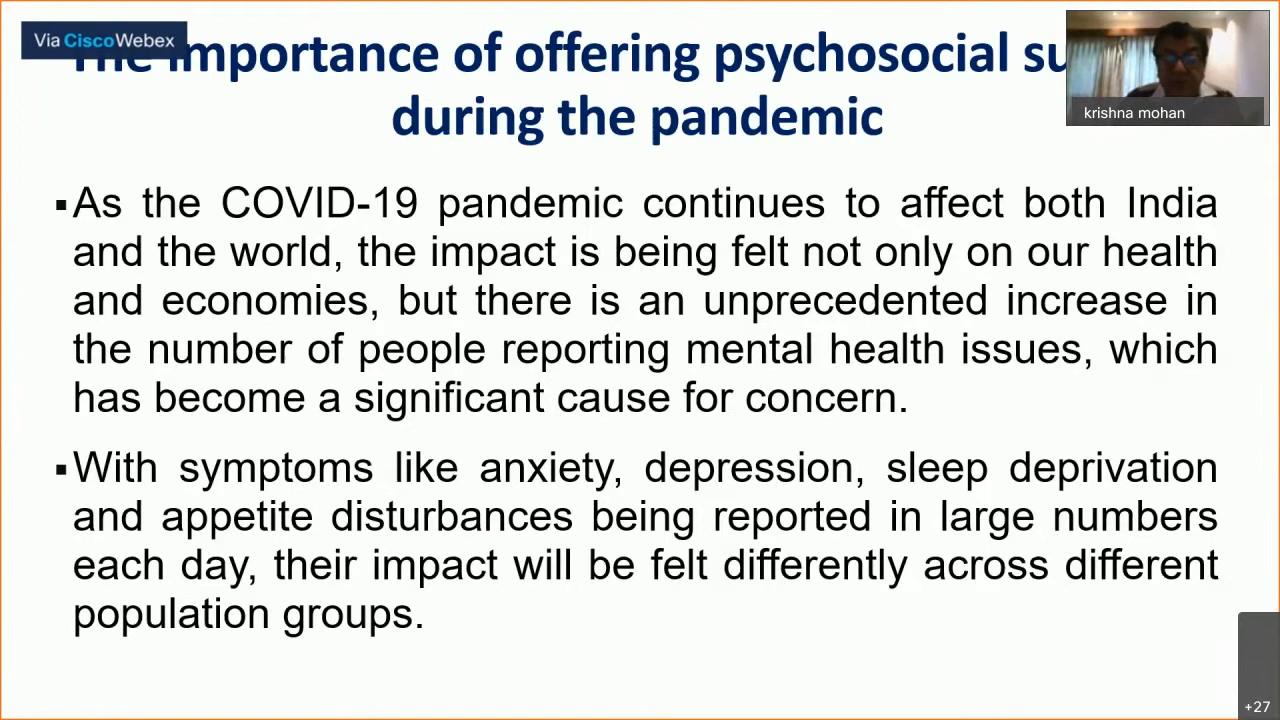 Via Cisco Webex
The importance of offering psychosocial su
during the pandemic
krishna mohan
▪As the COVID-19 pandemic continues to affect both India
and the world, the impact is being felt not only on our health
and economies, but there is an unprecedented increase in
the number of people reporting mental health issues, which
has become a significant cause for concern.
▪With symptoms like anxiety, depression, sleep deprivation
and appetite disturbances being reported in large numbers
each day, their impact will be felt differently across different
population groups.
+27